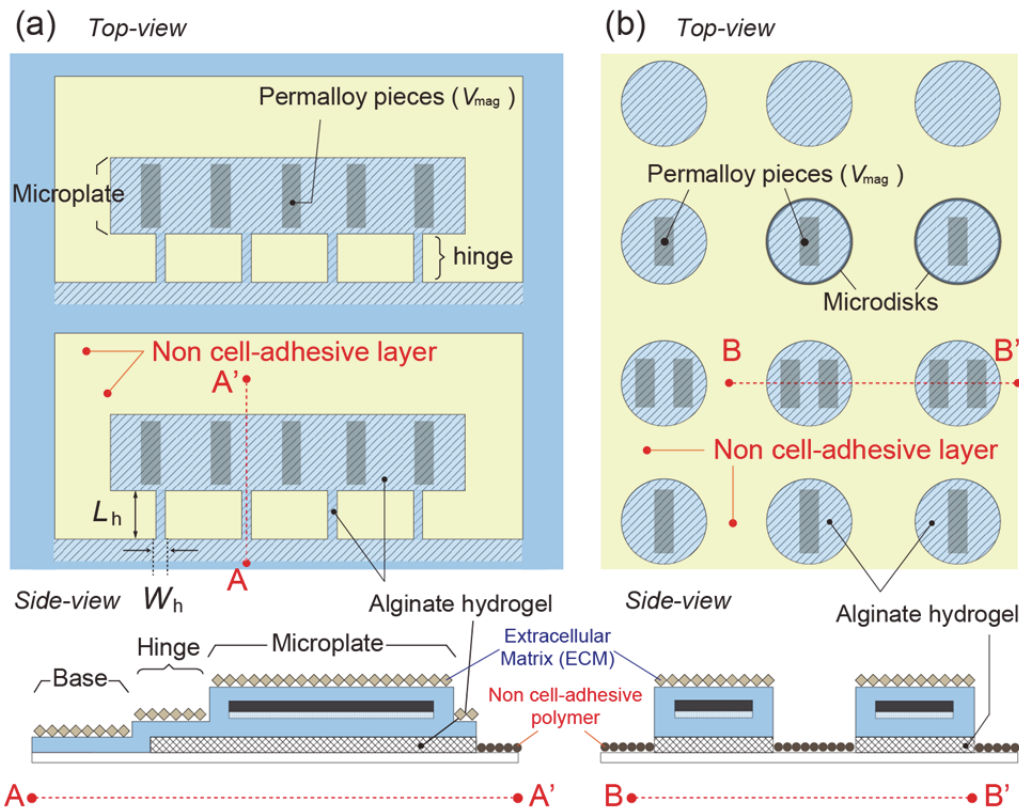 (a) Top-view
Permalloy pieces (Vmag)
Microplate
hinge
Non cell-adhesive layer
A’
Lh
Wh
A
Side-view
Alginate hydrogel
Base
Hinge
Microplate
Extracellular
Matrix (ECM)
Non cell-adhesive
polymer
A A’
(b) Top-view
Permalloy pieces (Vmag)
Microdisks
B B’
Non cell-adhesive layer
Side-view
Alginate hydrogel
B B’